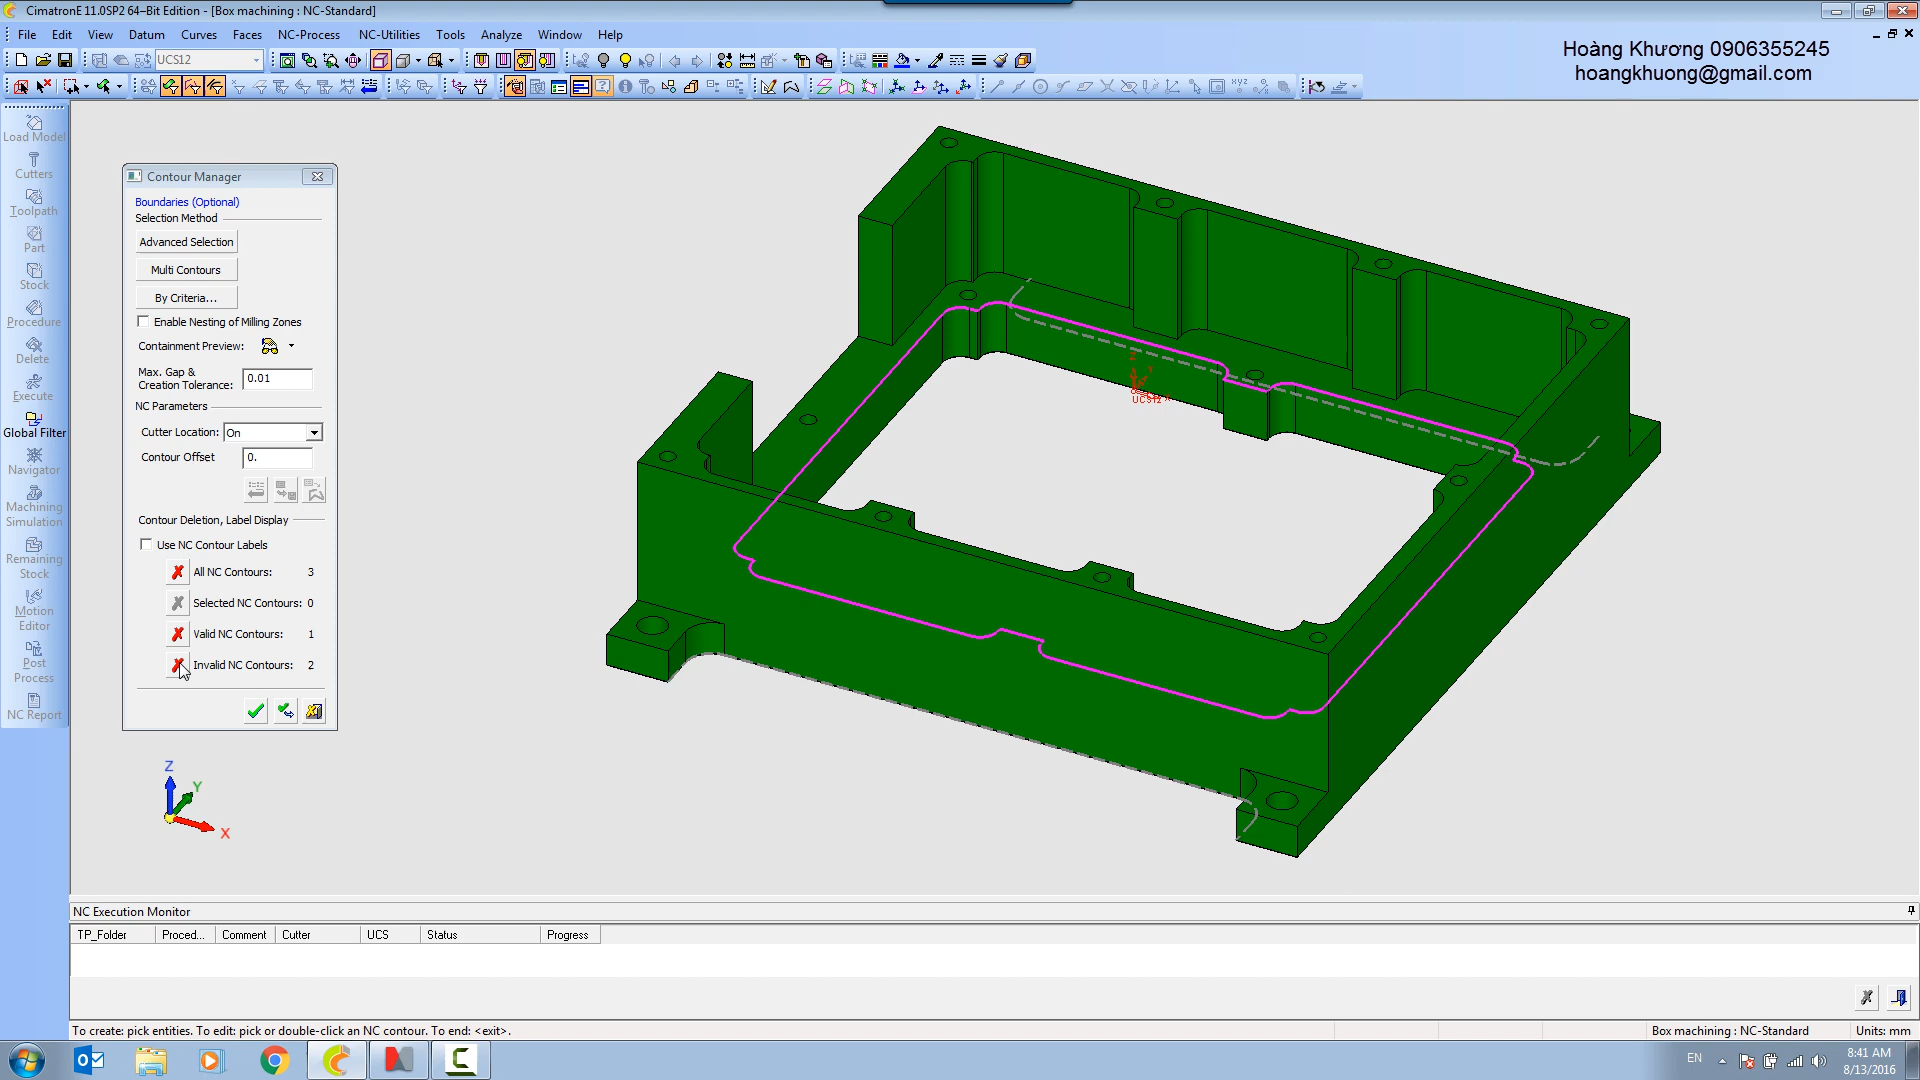 CimatronE 11.0SP2 64–Bit Edition - [Box machining : NC-Standard]
File Edit View Datum Curves Faces NC-Process NC-Utilities Tools Analyze Window Help
UCS12
Hoàng Khương 0906355245
hoangkhuong@gmail.com
Load Model
Cutters
Toolpath
Part
Stock
Procedure
Delete
Execute
Global Filter
Navigator
Machining
Simulation
Remaining
Stock
Motion
Editor
Post
Process
NC Report
Contour Manager
Boundaries (Optional)
Selection Method
Advanced Selection
Multi Contours
By Criteria...
Enable Nesting of Milling Zones
Containment Preview:
Max. Gap &
Creation Tolerance: 0.01
NC Parameters
Cutter Location: On
Contour Offset 0.
Contour Deletion, Label Display
Use NC Contour Labels
All NC Contours: 3
Selected NC Contours: 0
Valid NC Contours: 1
Invalid NC Contours: 2
UCS12 X
Z
Y
X
NC Execution Monitor
TP_Folder Proced... Comment Cutter UCS Status Progress
To create: pick entities. To edit: pick or double-click an NC contour. To end: <exit>.
Box machining : NC-Standard Units: mm
EN
8:41 AM
8/13/2016